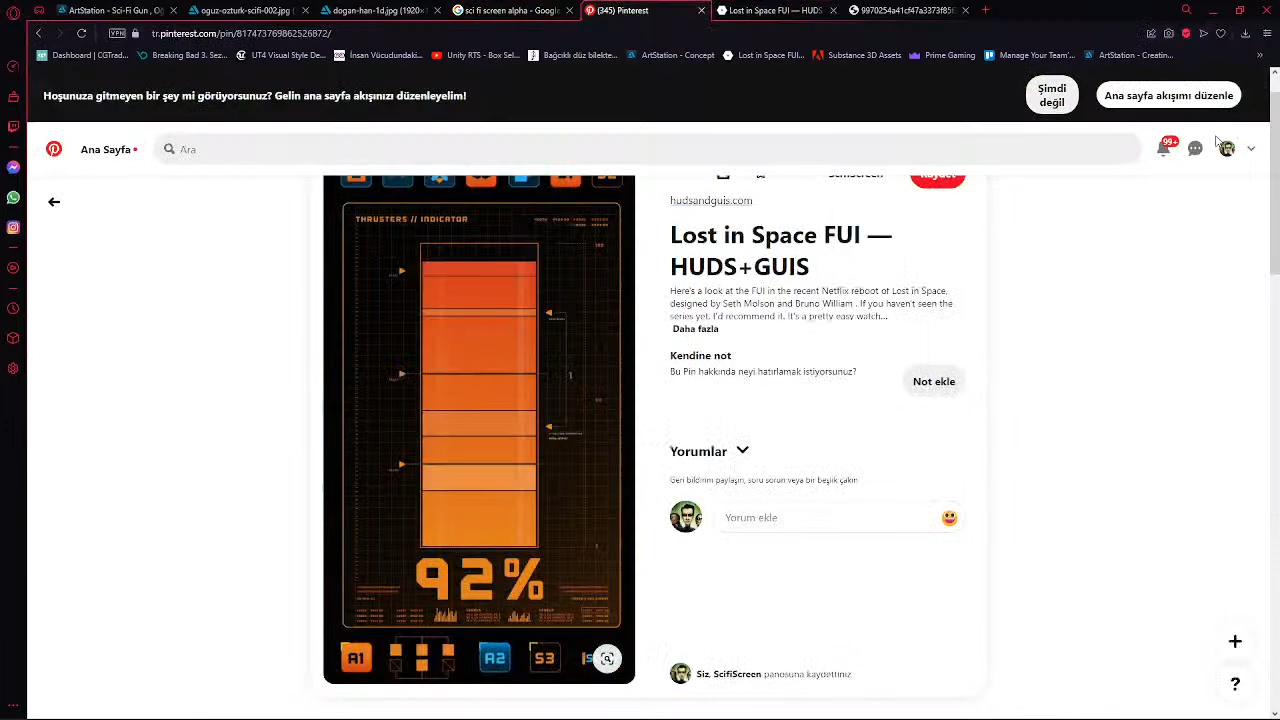 ArtStation - Sci-Fi Gun , Og
oguz-ozturk-scifi-002.jpg (
dogan-han-1d.jpg (1920×1
sci fi screen alpha - Google
(345) Pinterest
Lost in Space FUI — HUDS
VPN tr.pinterest.com/pin/817473769862526872/
Dashboard | CGTrad...
Breaking Bad 3. Sez...
UT4 Visual Style De...
İnsan Vücudundaki...
Unity RTS - Box Sel...
Bağcıklı düz bilekte...
ArtStation - Concept
Lost in Space FUI...
Substance 3D Assets
Prime Gaming
Manage Your Team'...
ArtStation - Creatin...
Hoşunuza gitmeyen bir şey mi görüyorsunuz? Gelin ana sayfa akışınızı düzenleyelim!
Şimdi
değil
Ana sayfa akışımı düzenle
Ana Sayfa
Ara
99+
hudsandguis.com
Lost in Space FUI —
HUDS+GUIS
Here's a look at the FUI in the recent Netflix reboot of Lost in Space,
designed by Seth Molson and Bruno William . If you haven't seen the
series yet, I'd recommend it. It's a pretty easy watch...
Daha fazla
Kendine not
Bu Pin hakkında neyi hatırlamak istiyorsunuz?
Not ekle
Yorumlar
Geri bildirim paylaşın, soru sorun veya bir beşlik çakın
Yorum ekle
Siz, ScifiScreen panosuna kaydettiniz
THRUSTERS // INDICATOR
92%
A1
A2
S3
?